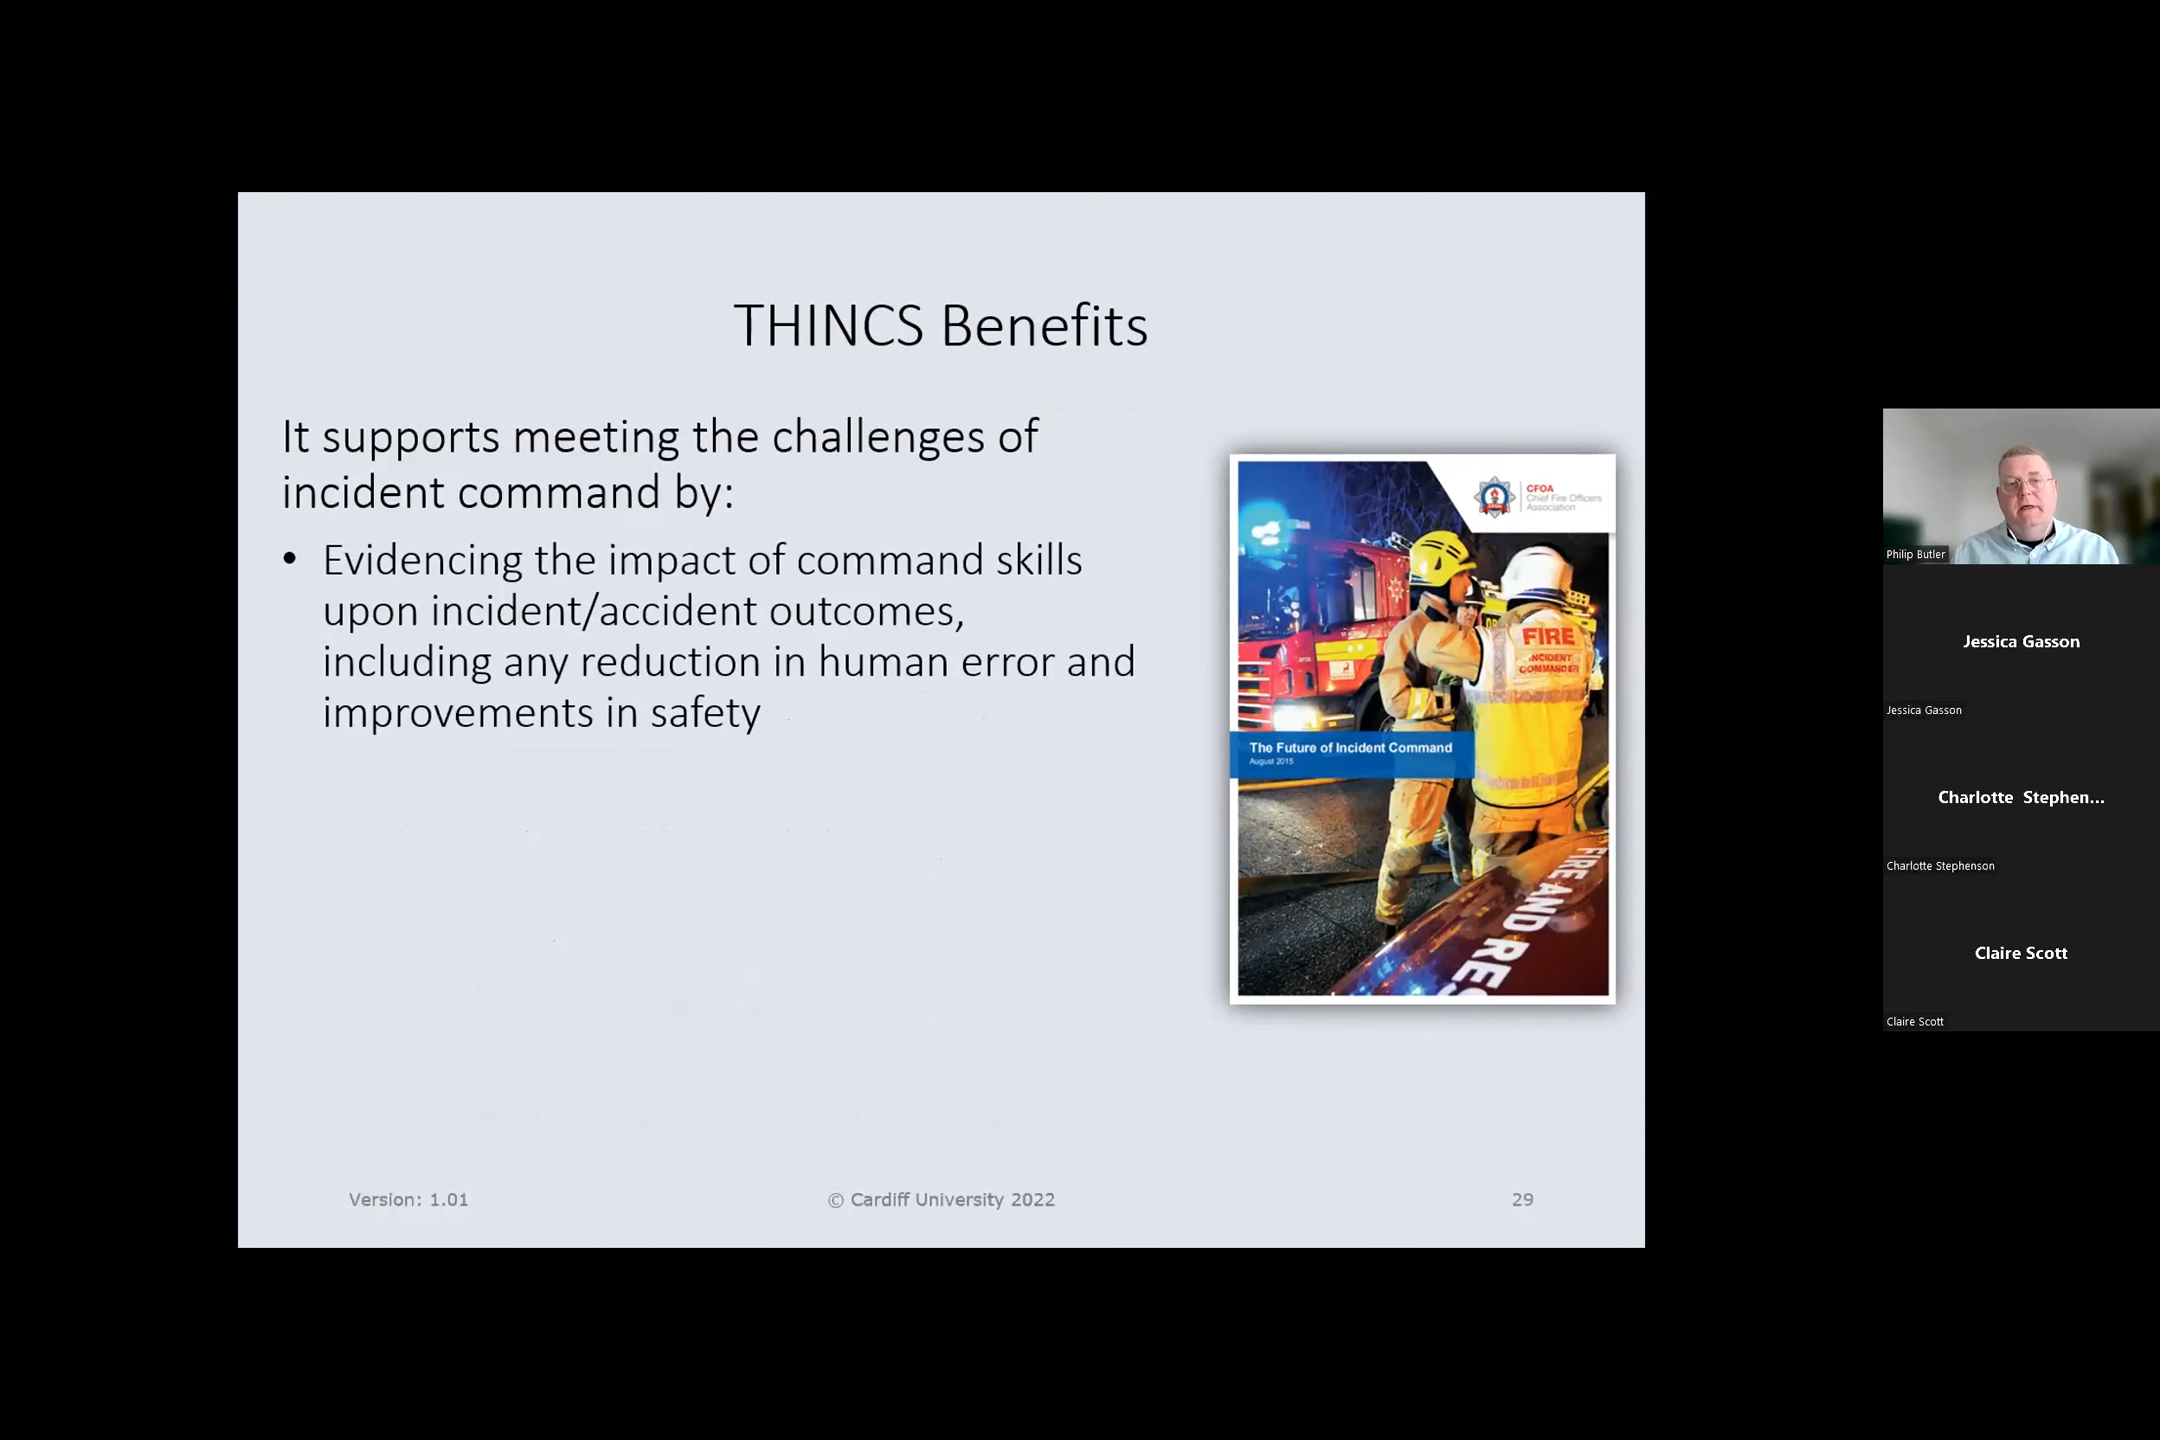 THINCS Benefits
It supports meeting the challenges of
incident command by:
• Evidencing the impact of command skills
upon incident/accident outcomes,
including any reduction in human error and
improvements in safety
CFOA
Chief Fire Officers
Association
FIRE
INCIDENT
COMMANDER
The Future of Incident Command
August 2015
FIRE AND RES
Version: 1.01
© Cardiff University 2022
29
Philip Butler
Jessica Gasson
Jessica Gasson
Charlotte Stephen...
Charlotte Stephenson
Claire Scott
Claire Scott